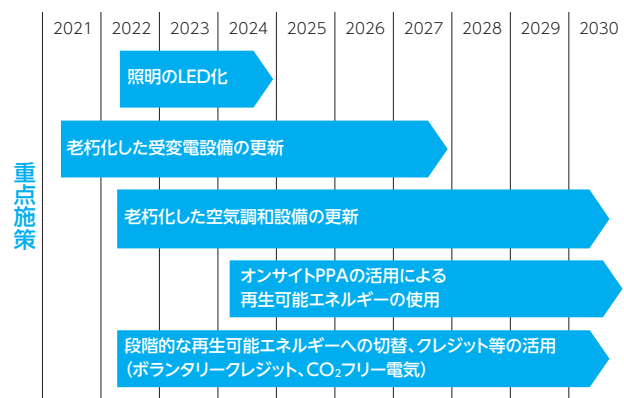 2021 2022 2023 2024 2025 2026 2027 2028 2029 2030
重点施策
照明のLED化
老朽化した受変電設備の更新
老朽化した空気調和設備の更新
オンサイトPPAの活用による
再生可能エネルギーの使用
段階的な再生可能エネルギーへの切替、クレジット等の活用
（ボランタリークレジット、CO₂フリー電気）